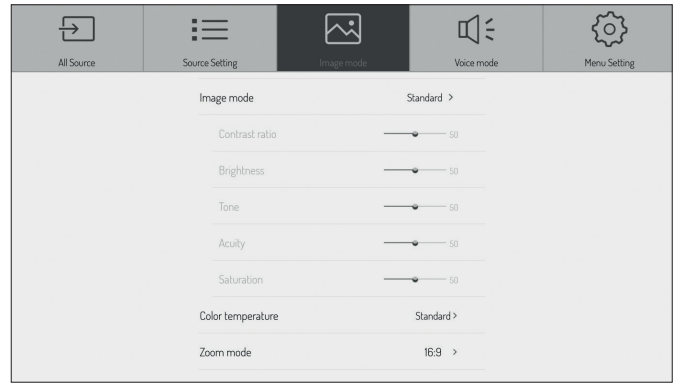 All Source
Source Setting
Image mode
Voice mode
Menu Setting
Image mode Standard >
Contrast ratio 50
Brightness 50
Tone 50
Acuity 50
Saturation 50
Color temperature Standard >
Zoom mode 16:9 >